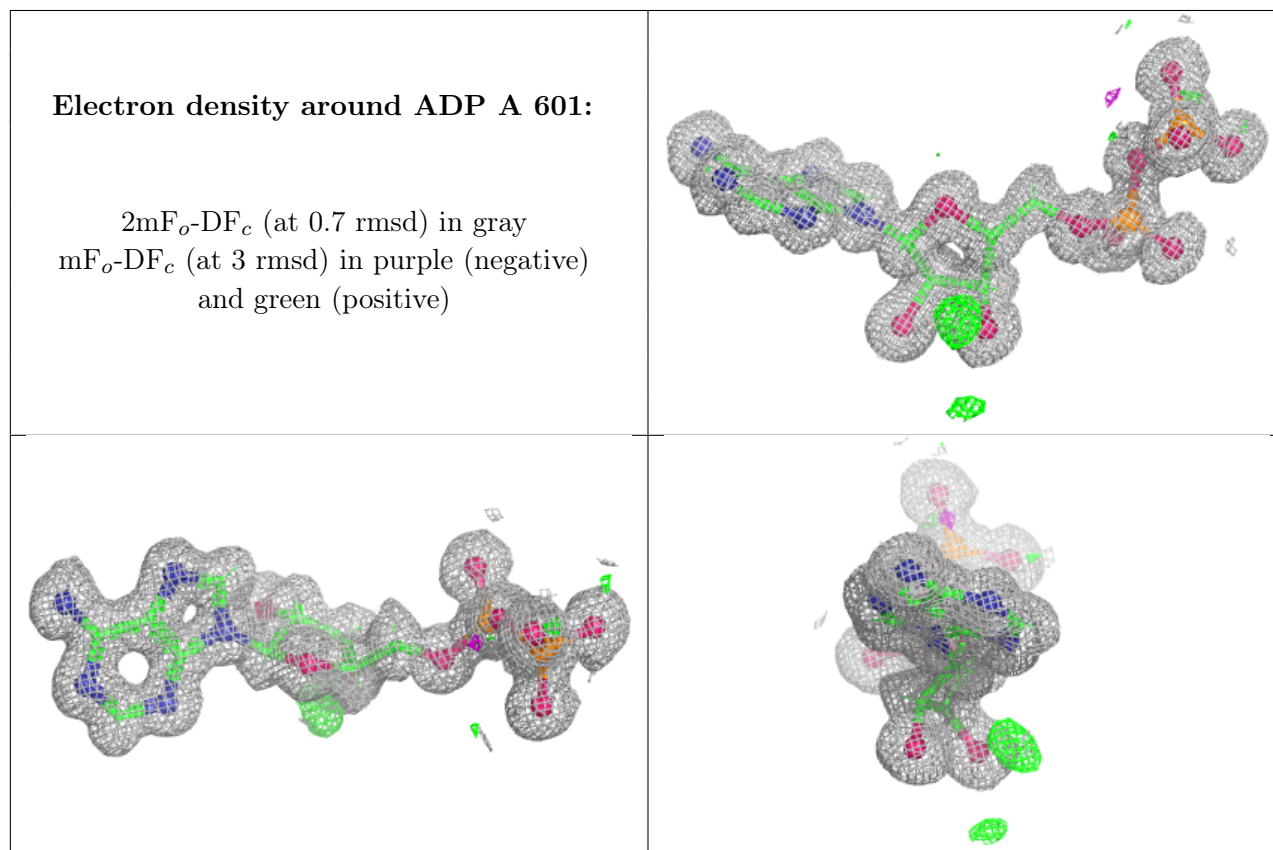 Electron density around ADP A 601:
2mFₒ-DF𝒸 (at 0.7 rmsd) in gray
mFₒ-DF𝒸 (at 3 rmsd) in purple (negative)
and green (positive)